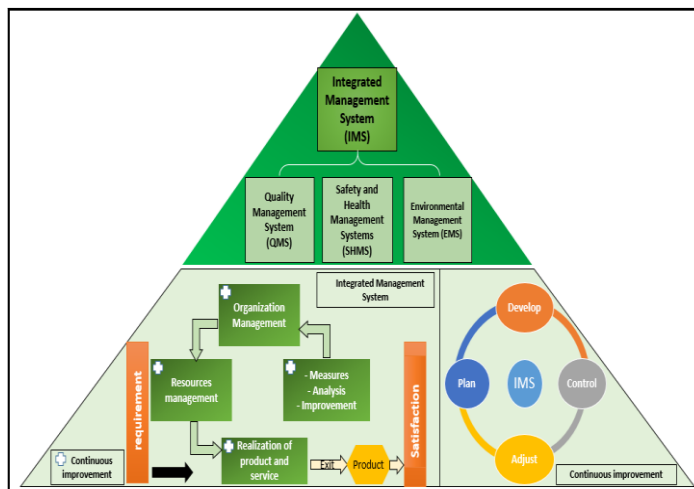 Integrated
Management
System
(IMS)
Quality
Management
System
(QMS)
Safety and
Health
Management
Systems
(SHMS)
Environmental
Management
System (EMS)
Integrated Management
System
Organization
Management
requirement
Resources
management
- Measures
- Analysis
- Improvement
Satisfaction
Continuous
improvement
Realization of
product and
service
Exit
Product
Develop
Plan
IMS
Control
Adjust
Continuous improvement